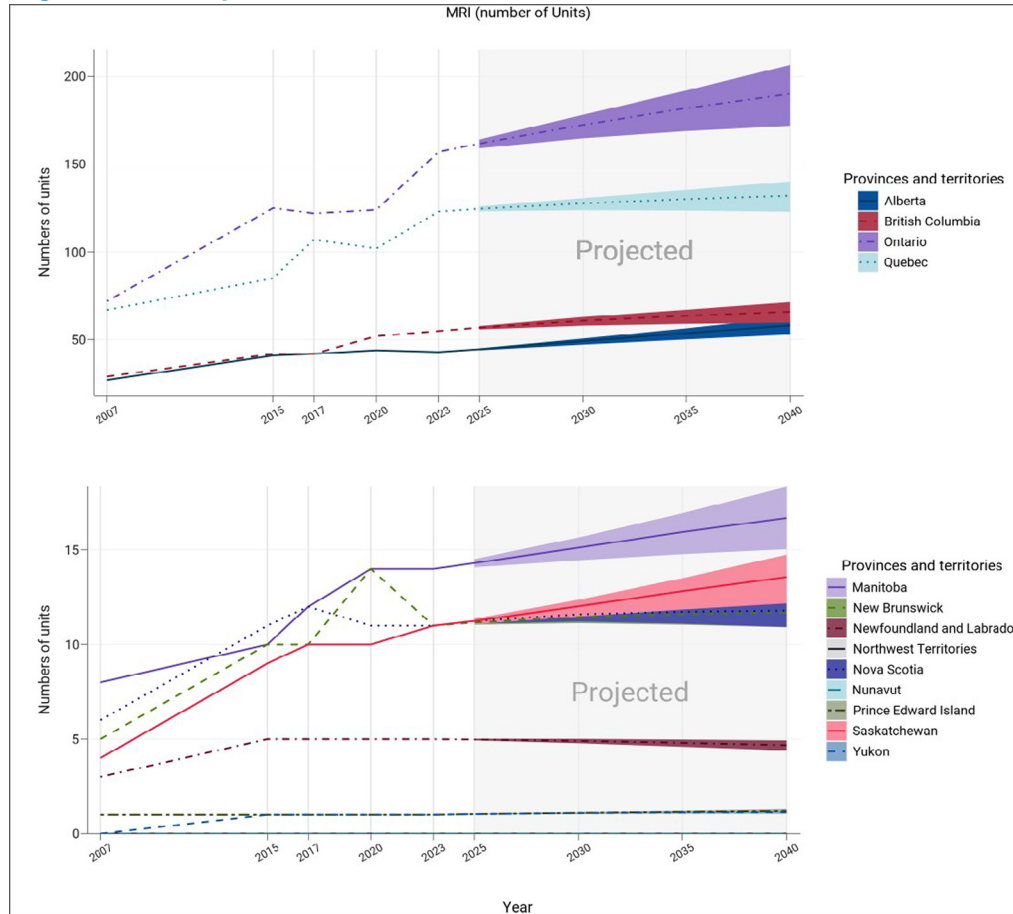 MRI (number of Units)
200
150
100
50
Numbers of units
Projected
2007
2015
2017
2020
2023
2025
2030
2035
2040
Provinces and territories
Alberta
British Columbia
Ontario
Quebec
15
10
5
0
Numbers of units
Projected
2007
2015
2017
2020
2023
2025
2030
2035
2040
Year
Provinces and territories
Manitoba
New Brunswick
Newfoundland and Labrado
Northwest Territories
Nova Scotia
Nunavut
Prince Edward Island
Saskatchewan
Yukon